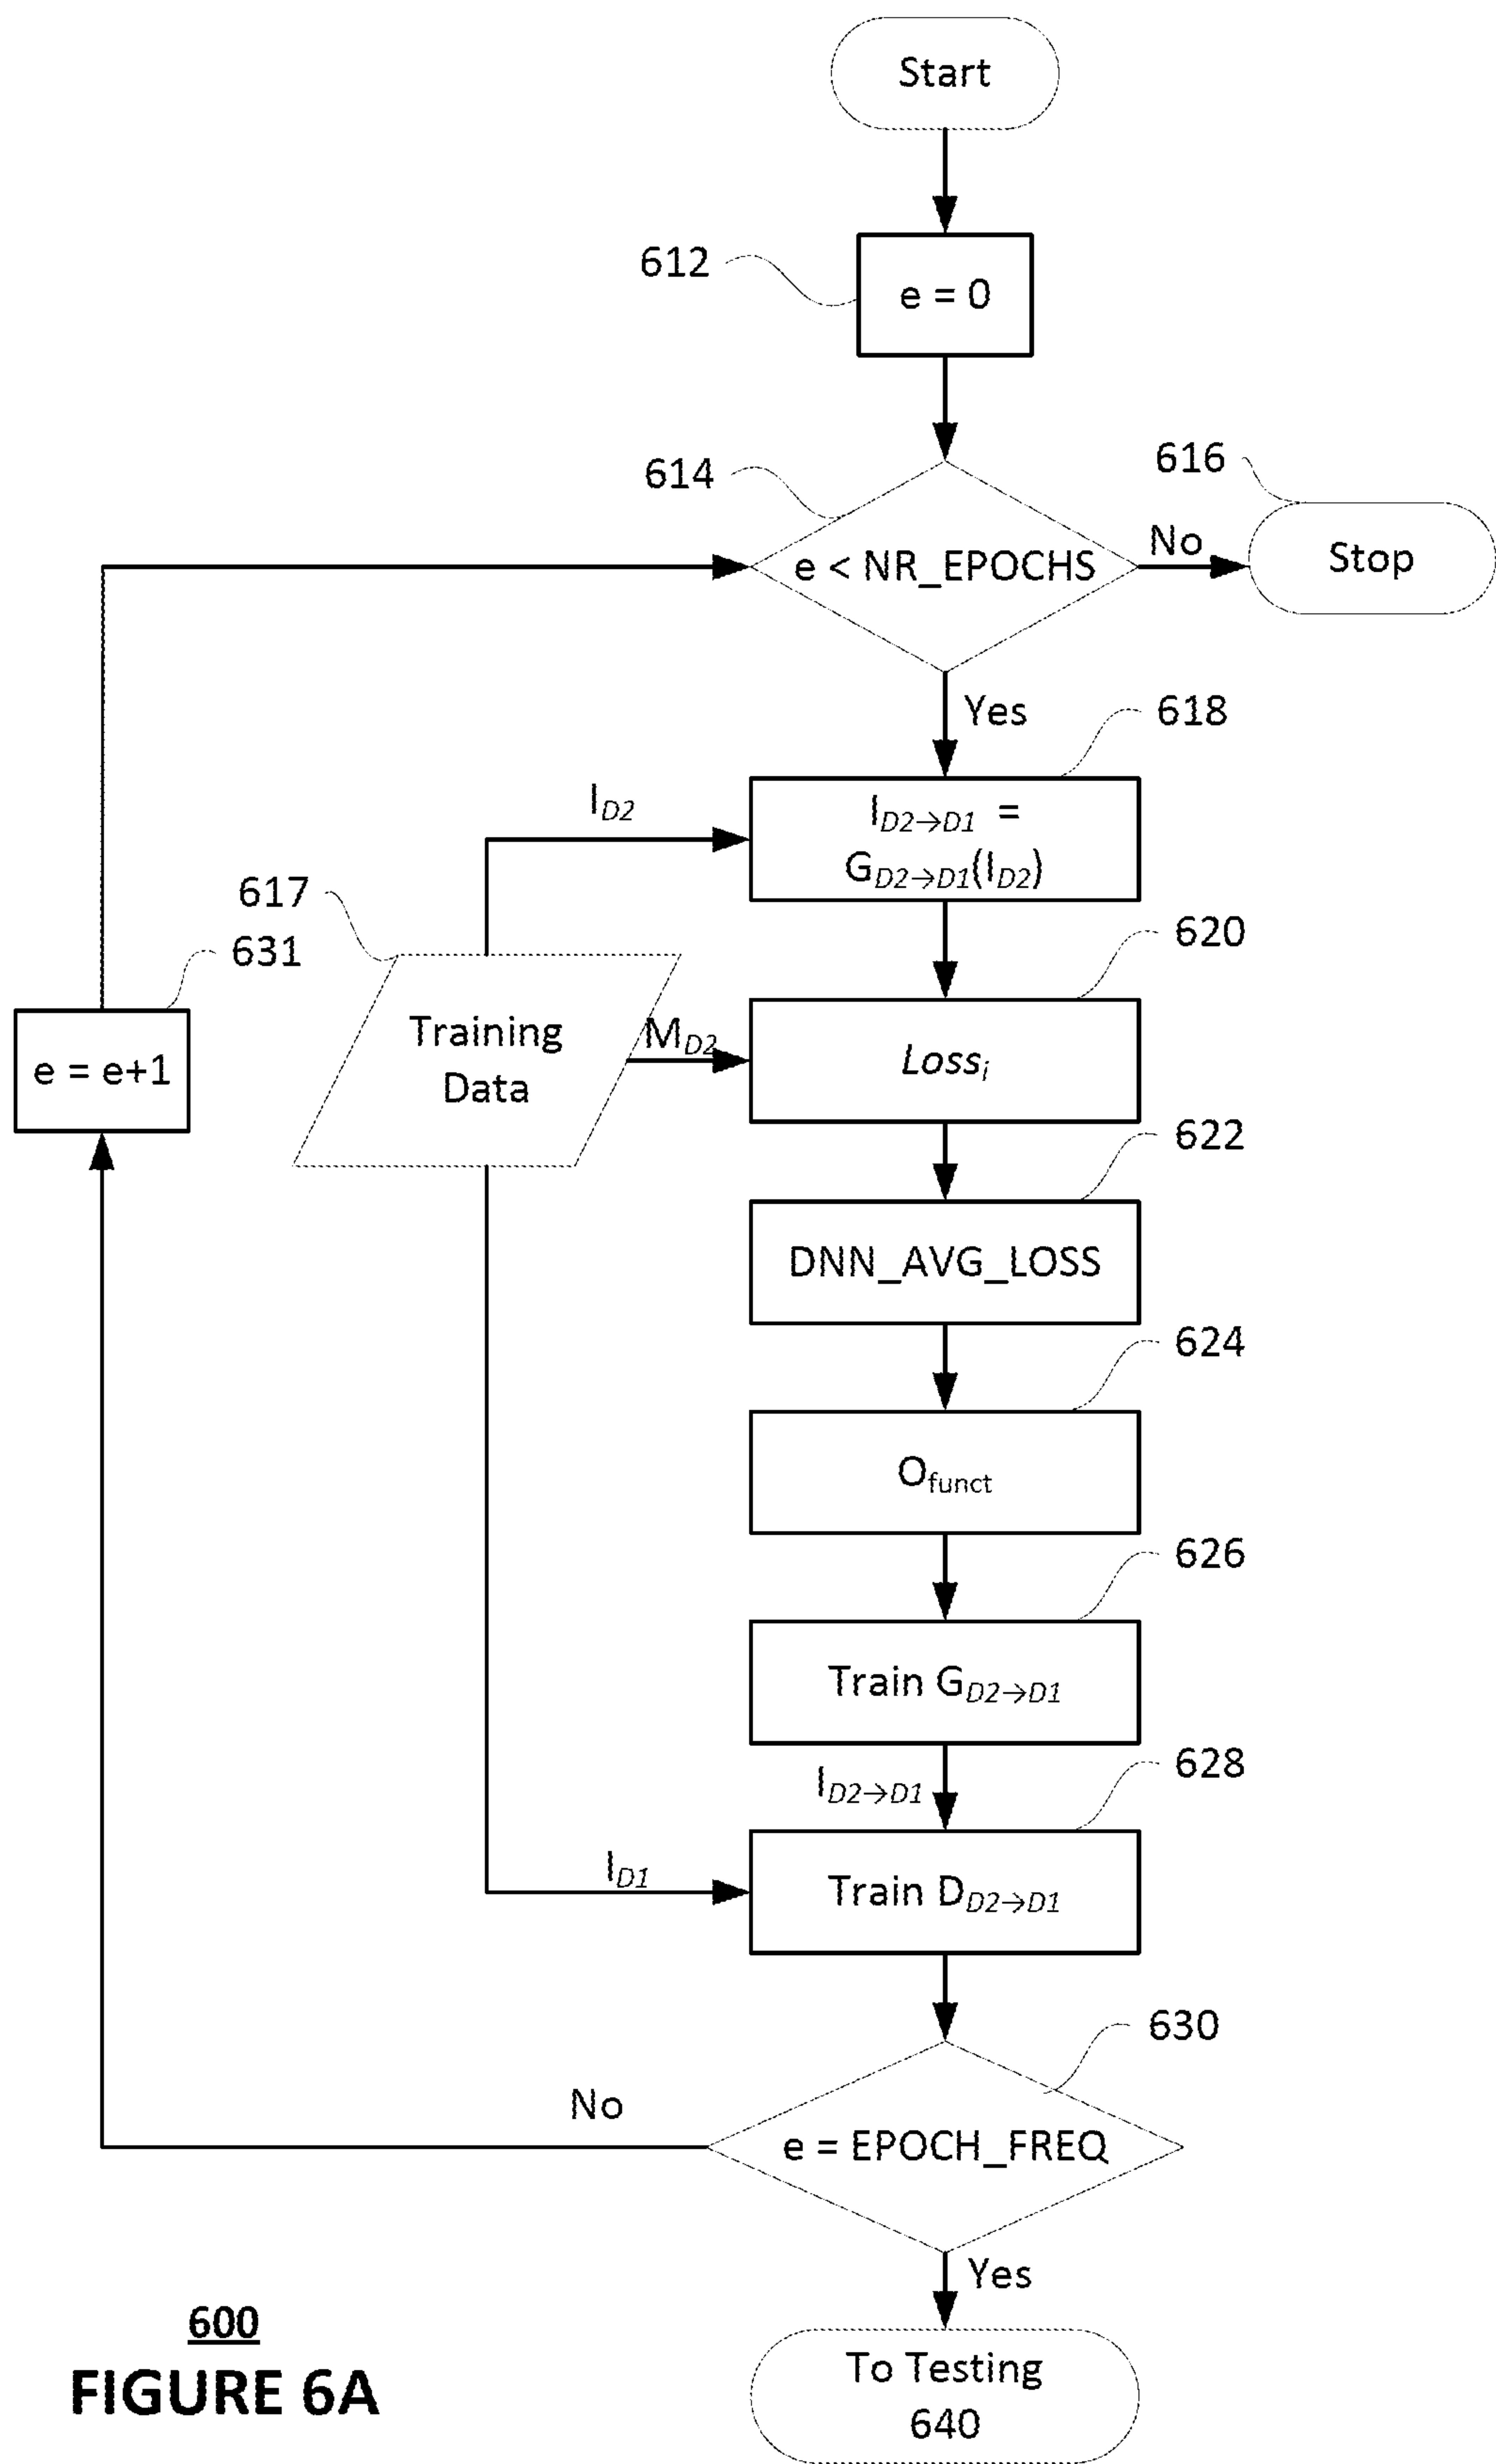 Start
612
e = 0
614
616
e < NR_EPOCHS
No
Stop
Yes
618
I_D2
I_D2→D1 =
G_D2→D1(I_D2)
617
631
620
Training
Data
M_D2
Loss_i
e = e+1
622
DNN_AVG_LOSS
624
O_funct
626
Train G_D2→D1
628
I_D2→D1
I_D1
Train D_D2→D1
630
No
e = EPOCH_FREQ
Yes
600
FIGURE 6A
To Testing
640